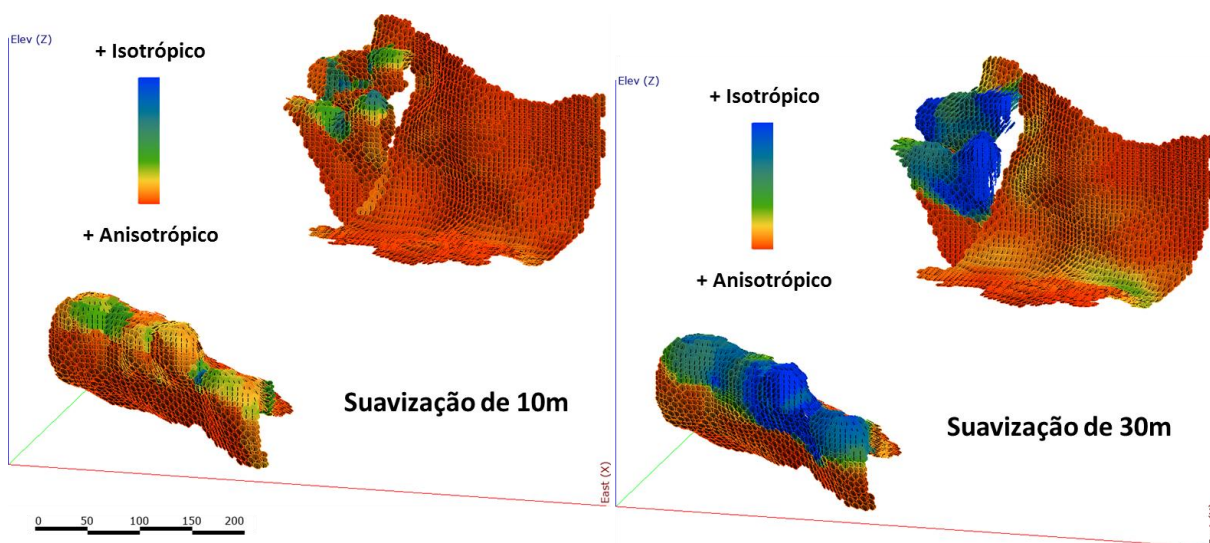 Elev (Z)
+ Isotrópico
+ Anisotrópico
Suavização de 10m
East (X)
0 50 100 150 200
Elev (Z)
+ Isotrópico
+ Anisotrópico
Suavização de 30m